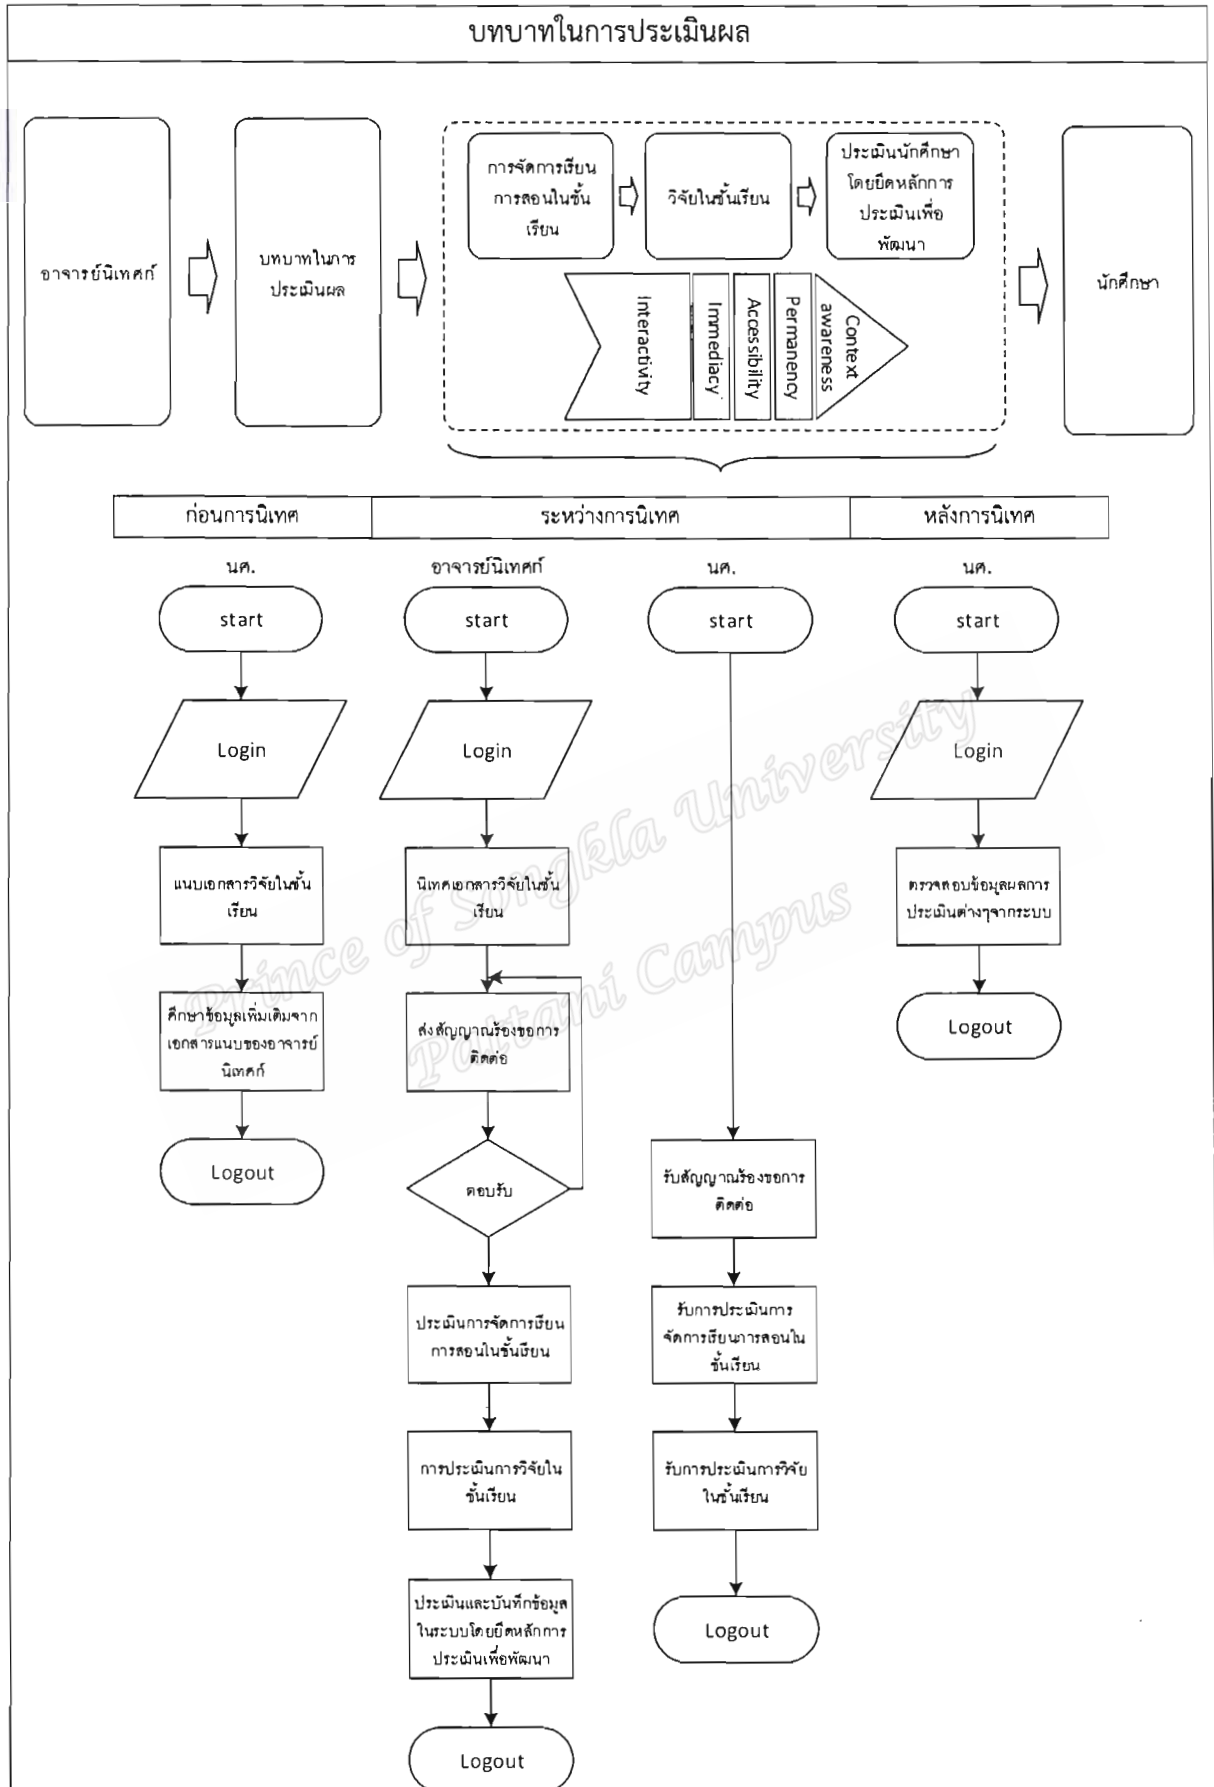 บทบาทในการประเมินผล
อาจารย์นิเทศก์
บทบาทในการ
ประเมินผล
การจัดการเรียน
การสอนในชั้น
เรียน
วิจัยในชั้นเรียน
ประเมินนักศึกษา
โดยยึดหลักการ
ประเมินเพื่อ
พัฒนา
Interactivity
Immediacy
Accessibility
Permanency
Context
awareness
นักศึกษา
ก่อนการนิเทศ
ระหว่างการนิเทศ
หลังการนิเทศ
นศ.
start
Login
แนบเอกสารวิจัยในชั้น
เรียน
ศึกษาข้อมูลเพิ่มเติมจาก
เอกสารแนบของอาจารย์
นิเทศก์
Logout
อาจารย์นิเทศก์
start
Login
นิเทศเอกสารวิจัยในชั้น
เรียน
ส่งสัญญาณร้องขอการ
ติดต่อ
ตอบรับ
ประเมินการจัดการเรียน
การสอนในชั้นเรียน
การประเมินการวิจัยใน
ชั้นเรียน
ประเมินและบันทึกข้อมูล
ในระบบโดยยึดหลักการ
ประเมินเพื่อพัฒนา
Logout
นศ.
start
รับสัญญาณร้องขอการ
ติดต่อ
รับการประเมินการ
จัดการเรียนการสอนใน
ชั้นเรียน
รับการประเมินการวิจัย
ในชั้นเรียน
Logout
นศ.
start
Login
ตรวจสอบข้อมูลผลการ
ประเมินต่างๆจากระบบ
Logout
Prince of Songkla University
Pattani Campus